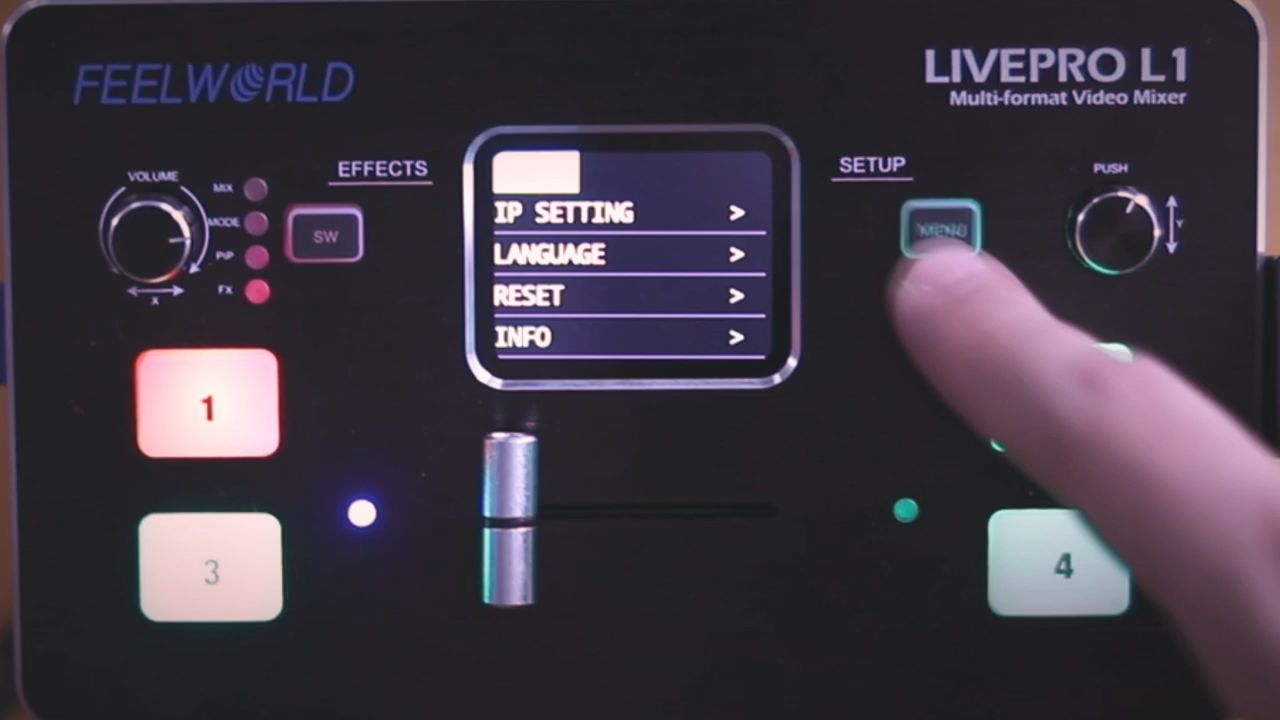 FEELWORLD
LIVEPRO L1
Multi-format Video Mixer
EFFECTS
SETUP
VOLUME
PUSH
MIX
MODE
PIP
FX
SW
X
MENU
Y
IP SETTING >
LANGUAGE >
RESET >
INFO >
1
3
4